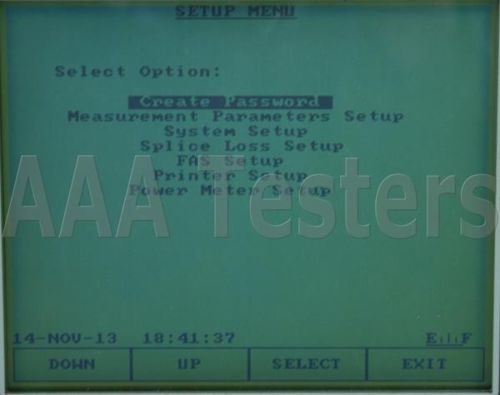 SETUP MENU
Select Option:
Create Password
Measurement Parameters Setup
System Setup
Splice Loss Setup
FAS Setup
Printer Setup
Power Meter Setup
AAA Testers
14-NOV-13 18:41:37 E F
DOWN UP SELECT EXIT